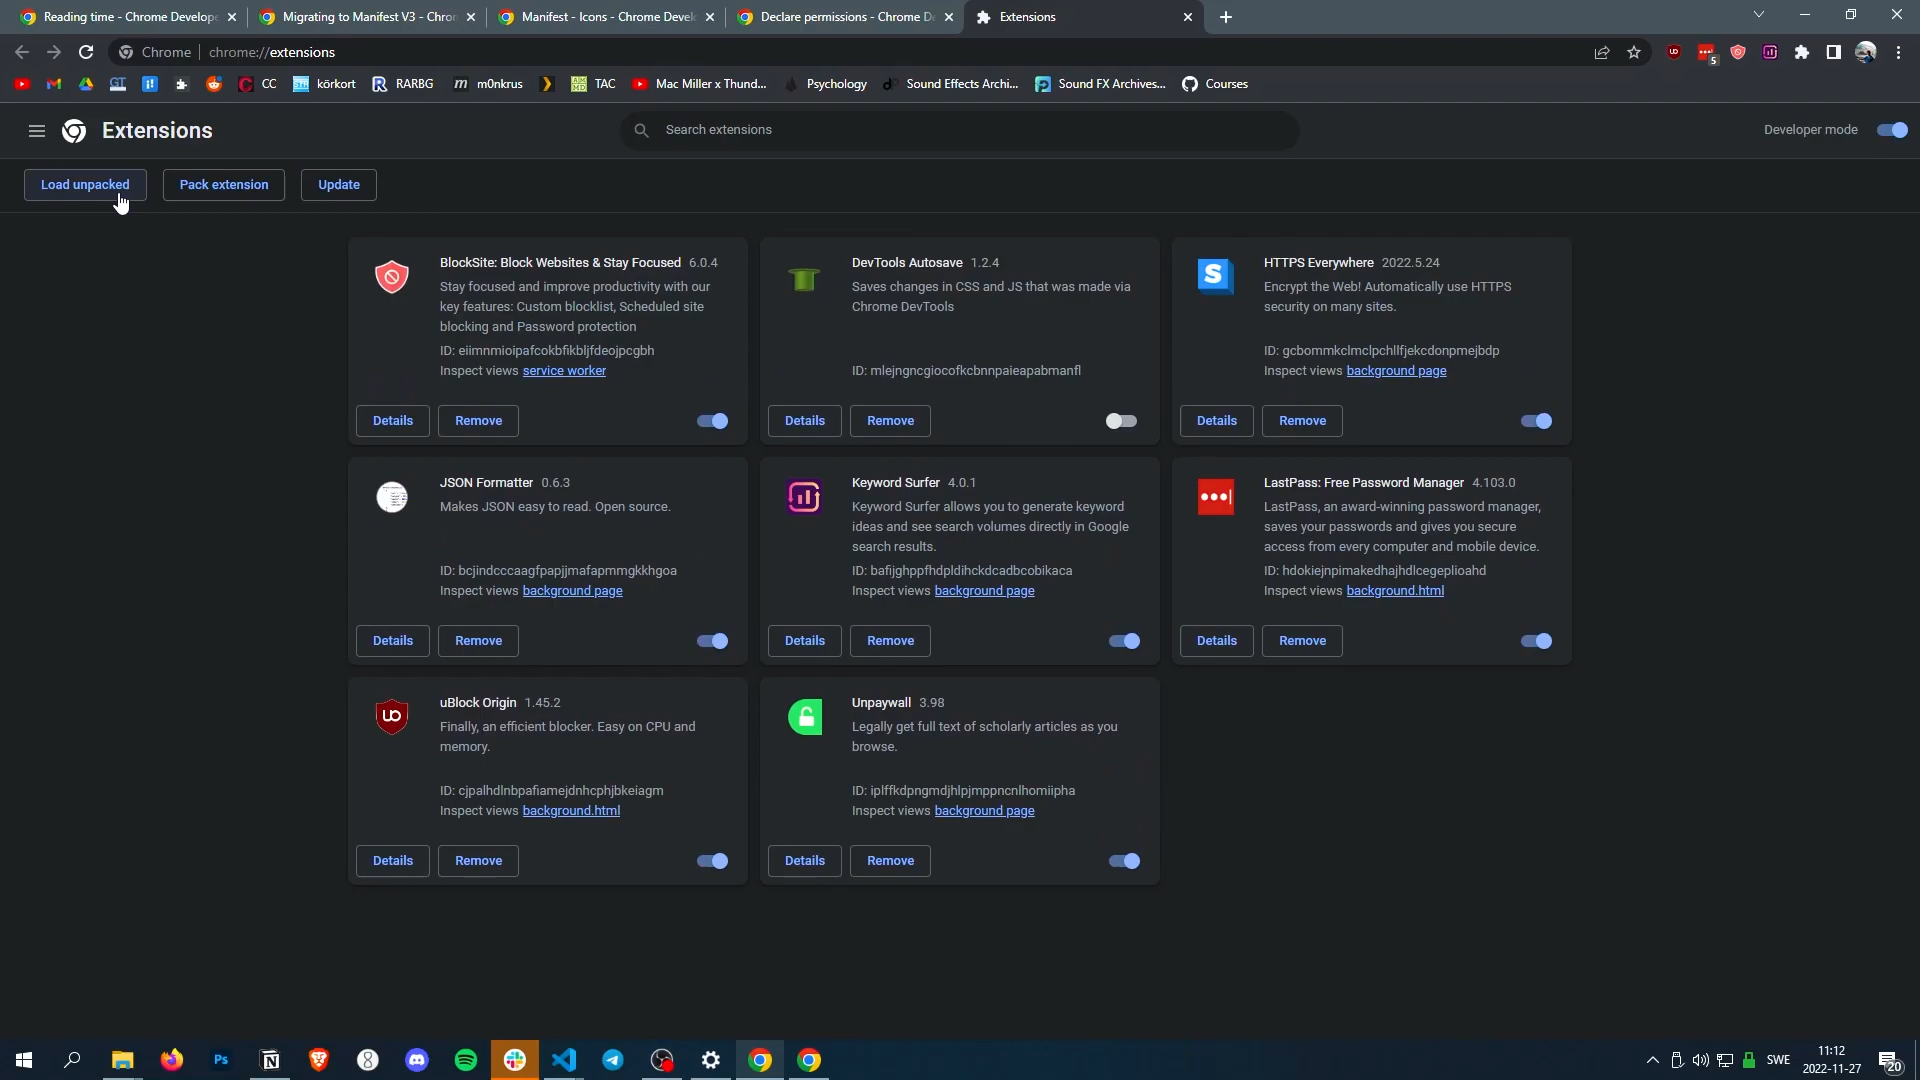 Reading time - Chrome Develope
Migrating to Manifest V3 - Chro
Manifest - Icons - Chrome Devel
Declare permissions - Chrome D
Extensions
Chrome
chrome://extensions
5
GT
CC
körkort
RARBG
m0nkrus
TAC
Mac Miller x Thund...
Psychology
Sound Effects Archi...
Sound FX Archives...
Courses
Extensions
Search extensions
Developer mode
Load unpacked
Pack extension
Update
BlockSite: Block Websites & Stay Focused 6.0.4
Stay focused and improve productivity with our
key features: Custom blocklist, Scheduled site
blocking and Password protection
ID: eiimnmioipafcokbfikbljfdeojpcgbh
Inspect views service worker
Details
Remove
DevTools Autosave 1.2.4
Saves changes in CSS and JS that was made via
Chrome DevTools
ID: mlejngncgiocofkcbnnpaieapabmanfl
Details
Remove
HTTPS Everywhere 2022.5.24
Encrypt the Web! Automatically use HTTPS
security on many sites.
ID: gcbommkclmclpchllfjekcdonpmejbdp
Inspect views background page
Details
Remove
JSON Formatter 0.6.3
Makes JSON easy to read. Open source.
ID: bcjindcccaagfpapjjmafapmmgkkhgoa
Inspect views background page
Details
Remove
Keyword Surfer 4.0.1
Keyword Surfer allows you to generate keyword
ideas and see search volumes directly in Google
search results.
ID: bafijghppfhdpldihckdcadbcobikaca
Inspect views background page
Details
Remove
LastPass: Free Password Manager 4.103.0
LastPass, an award-winning password manager,
saves your passwords and gives you secure
access from every computer and mobile device.
ID: hdokiejnpimakedhajhdlcegeplioahd
Inspect views background.html
Details
Remove
uBlock Origin 1.45.2
Finally, an efficient blocker. Easy on CPU and
memory.
ID: cjpalhdlnbpafiamejdnhcphjbkeiagm
Inspect views background.html
Details
Remove
Unpaywall 3.98
Legally get full text of scholarly articles as you
browse.
ID: iplffkdpngmdjhlpjmppncnlhomiipha
Inspect views background page
Details
Remove
Ps
SWE
11:12
2022-11-27
20